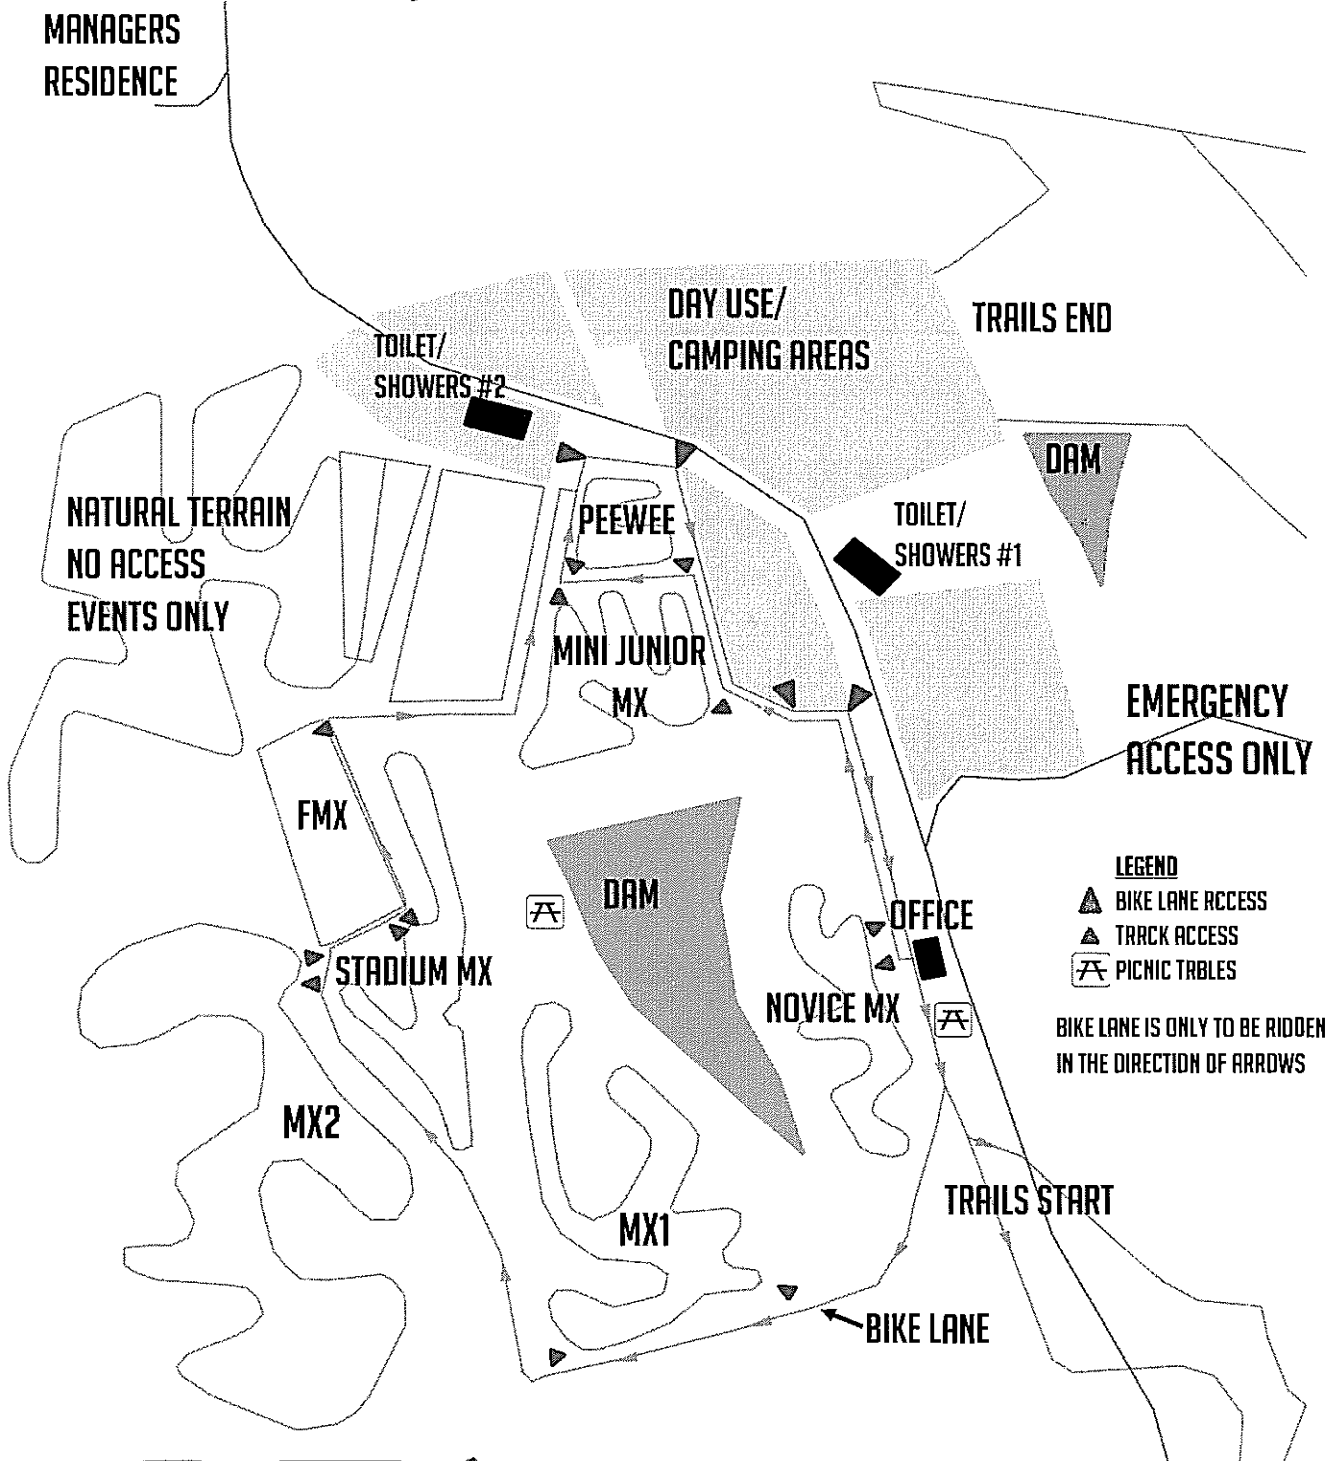 MANAGERS
RESIDENCE
DAY USE/
CAMPING AREAS
TRAILS END
TOILET/
SHOWERS #2
DAM
NATURAL TERRAIN
NO ACCESS
EVENTS ONLY
PEEWEE
TOILET/
SHOWERS #1
MINI JUNIOR
MX
EMERGENCY
ACCESS ONLY
FMX
DAM
LEGEND
BIKE LANE RCCESS
TRRCK ACCESS
PICNIC TRBLES
OFFICE
STADIUM MX
NOVICE MX
BIKE LANE IS ONLY TO BE RIDDEN
IN THE DIRECTION OF ARROWS
MX2
TRAILS START
MX1
BIKE LANE